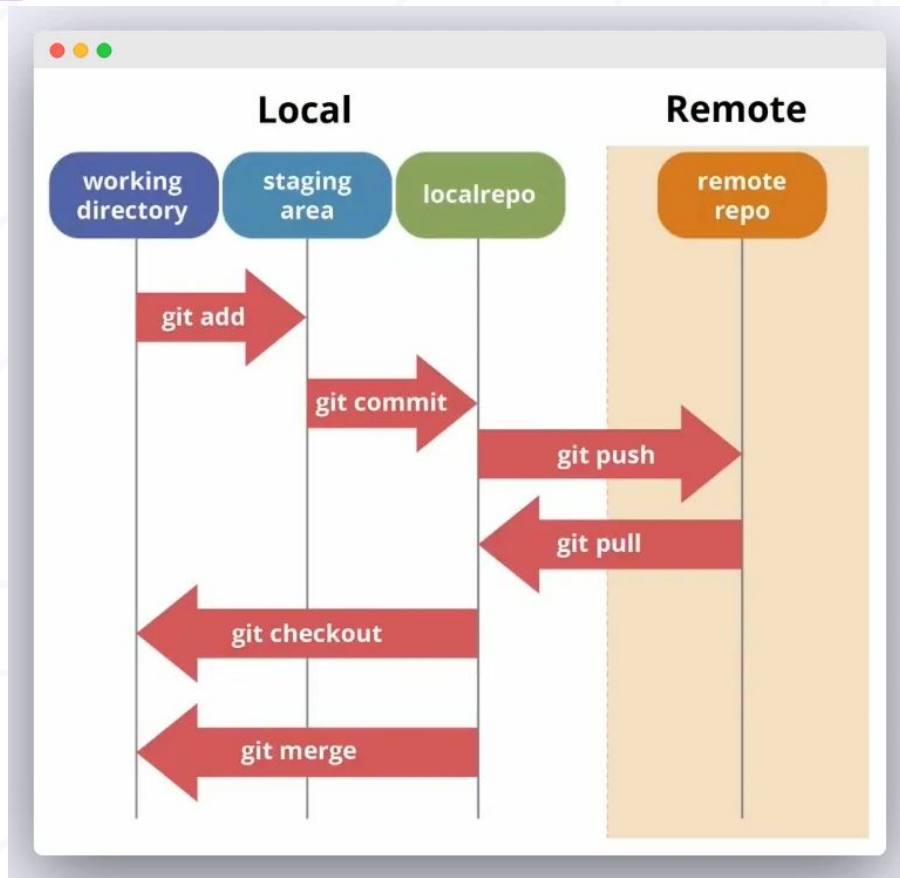 Local
Remote
working
directory
staging
area
localrepo
remote
repo
git add
git commit
git push
git pull
git checkout
git merge